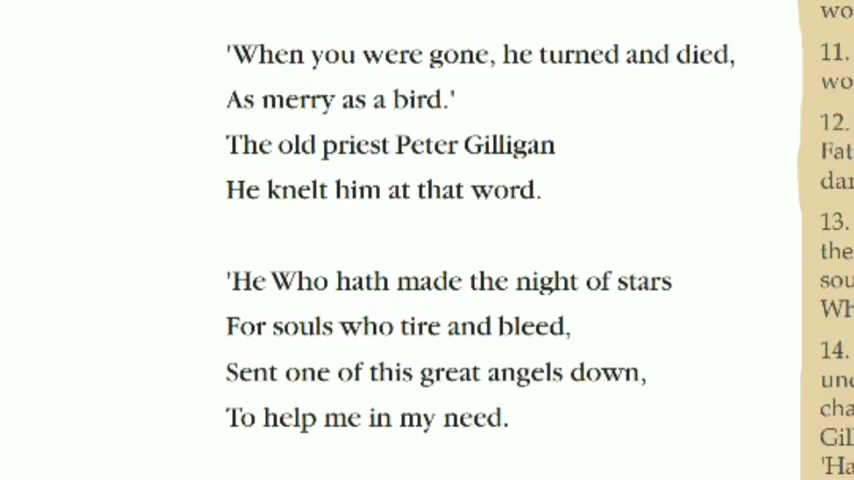 'When you were gone, he turned and died,
As merry as a bird.'
The old priest Peter Gilligan
He knelt him at that word.
'He Who hath made the night of stars
For souls who tire and bleed,
Sent one of this great angels down,
To help me in my need.
11.
12.
13.
the
14.